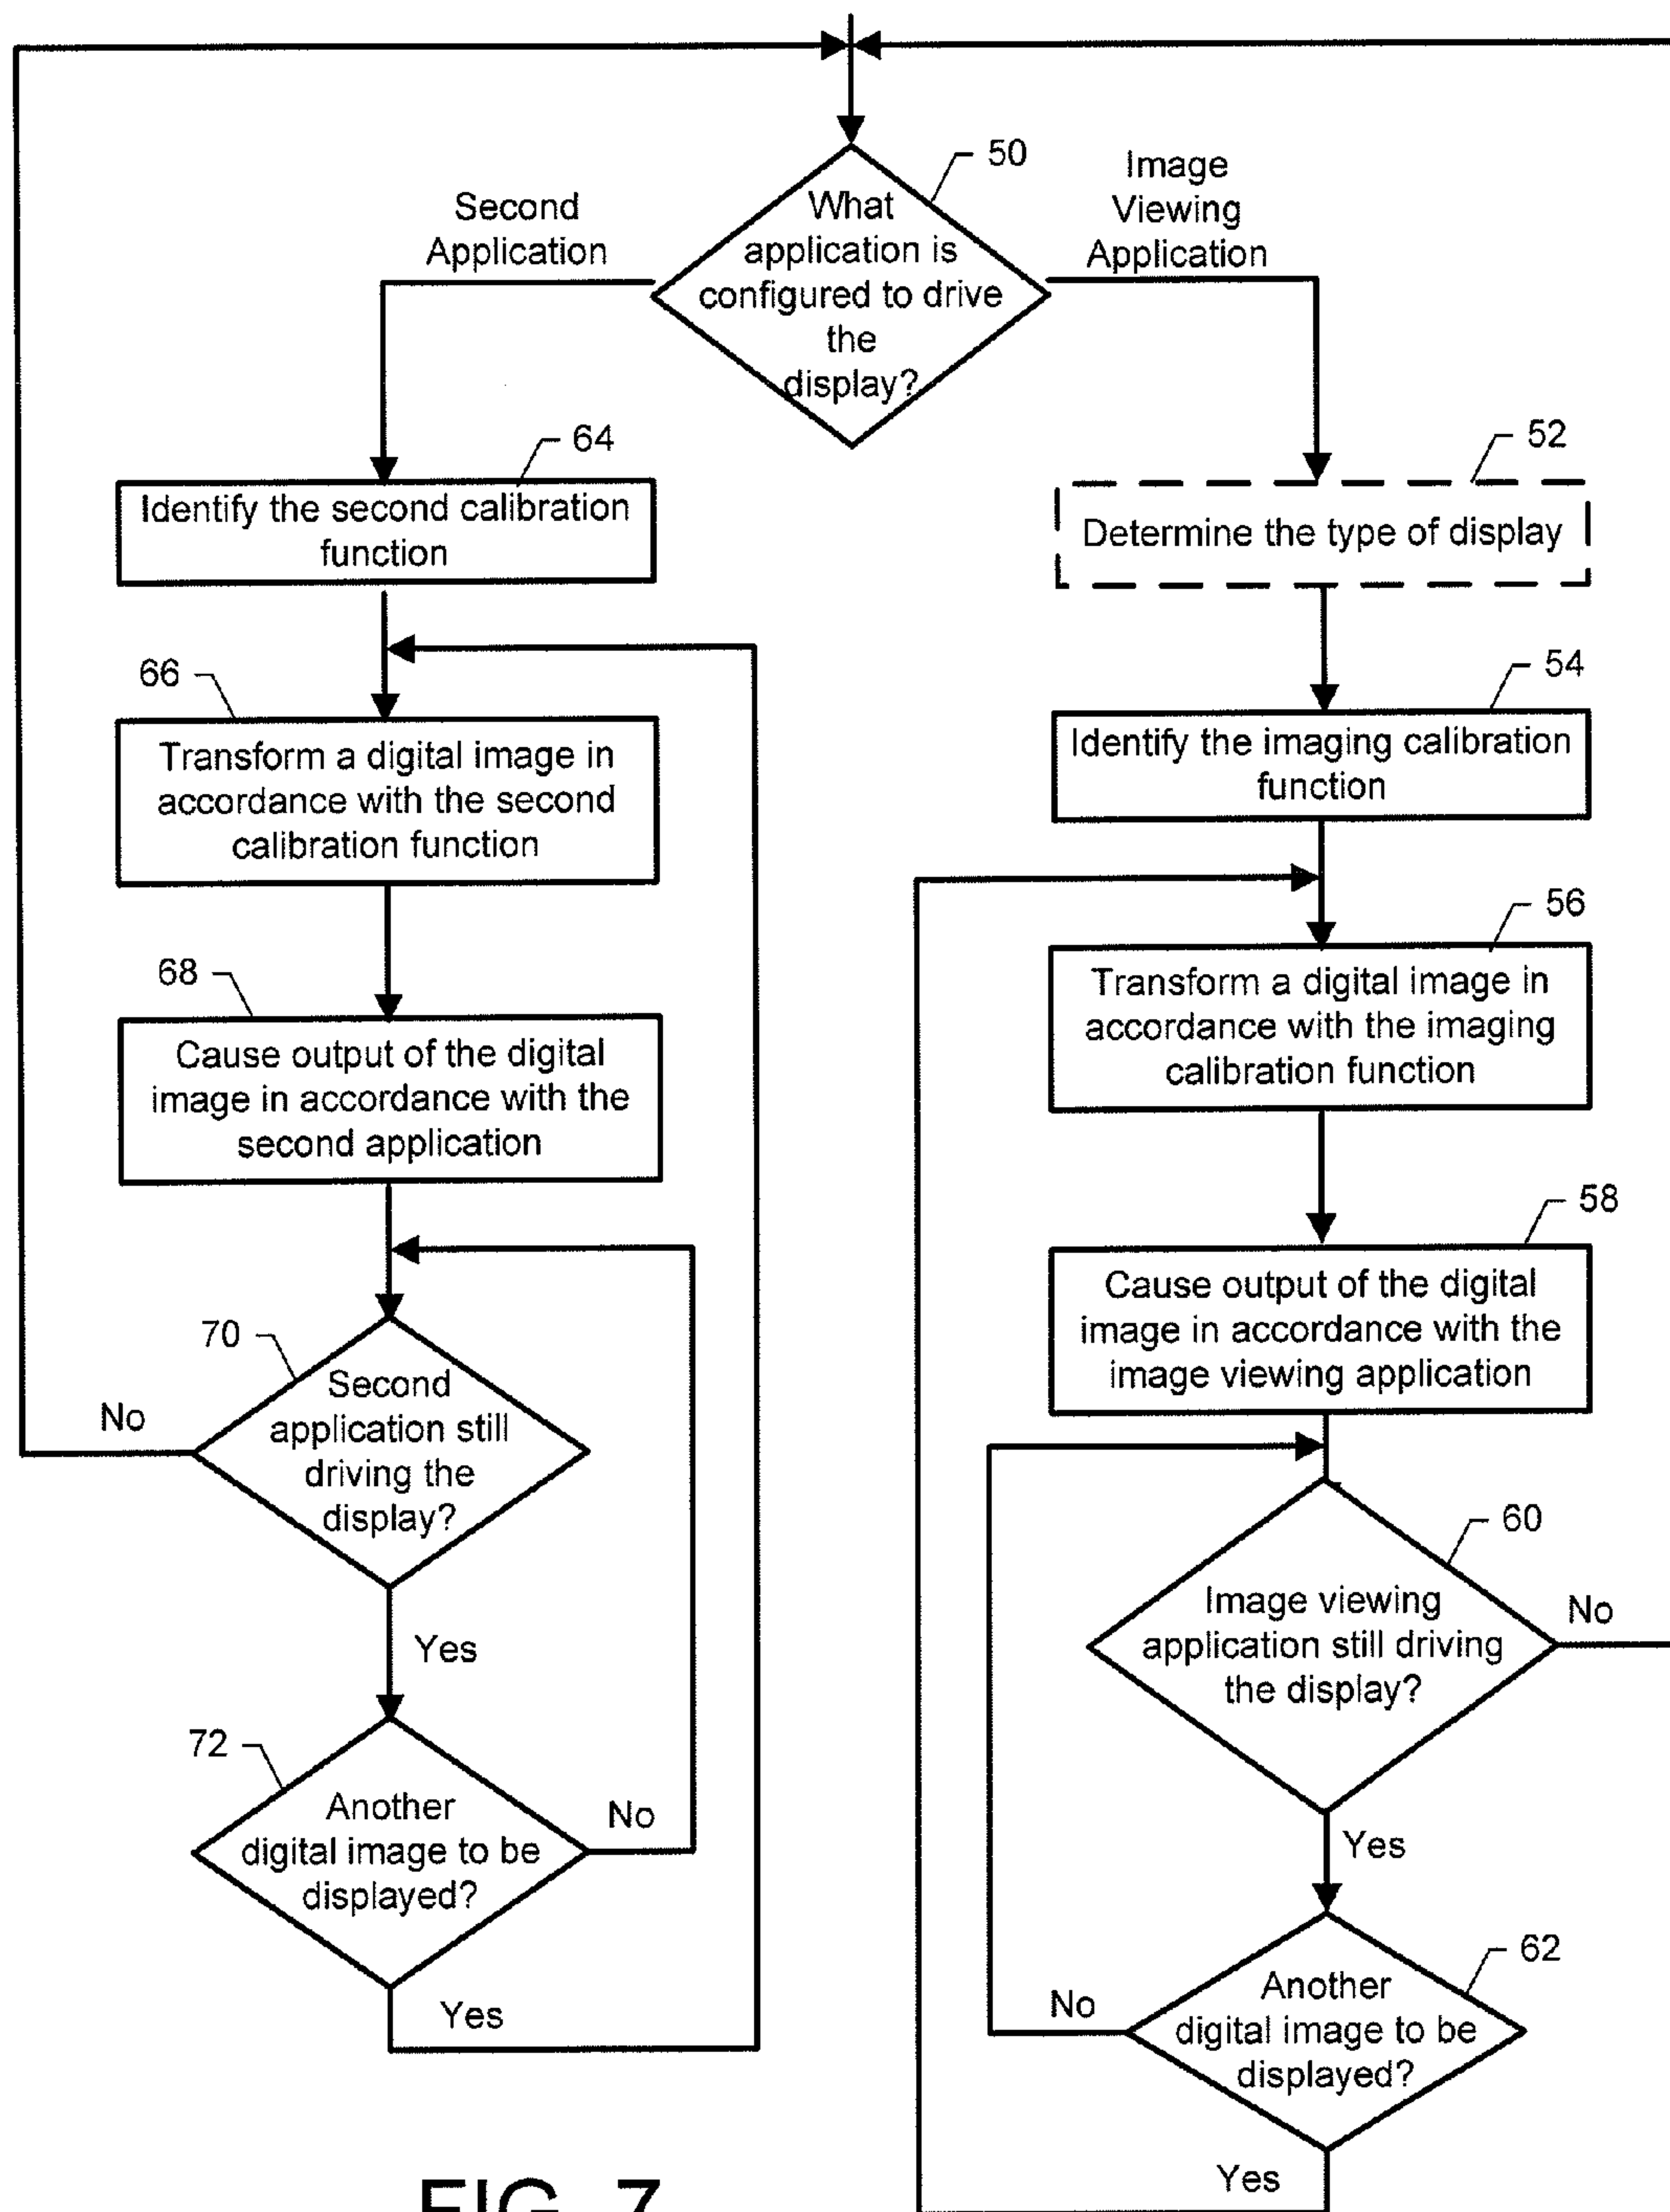 50
What
application is
configured to drive
the
display?
Second
Application
Image
Viewing
Application
64
Identify the second calibration
function
66
Transform a digital image in
accordance with the second
calibration function
68
Cause output of the digital
image in accordance with the
second application
70
Second
application still
driving the
display?
No
Yes
72
Another
digital image to be
displayed?
No
Yes
52
Determine the type of display
54
Identify the imaging calibration
function
56
Transform a digital image in
accordance with the imaging
calibration function
58
Cause output of the digital
image in accordance with the
image viewing application
60
Image viewing
application still driving
the display?
No
Yes
62
Another
digital image to be
displayed?
No
Yes
FIG. 7